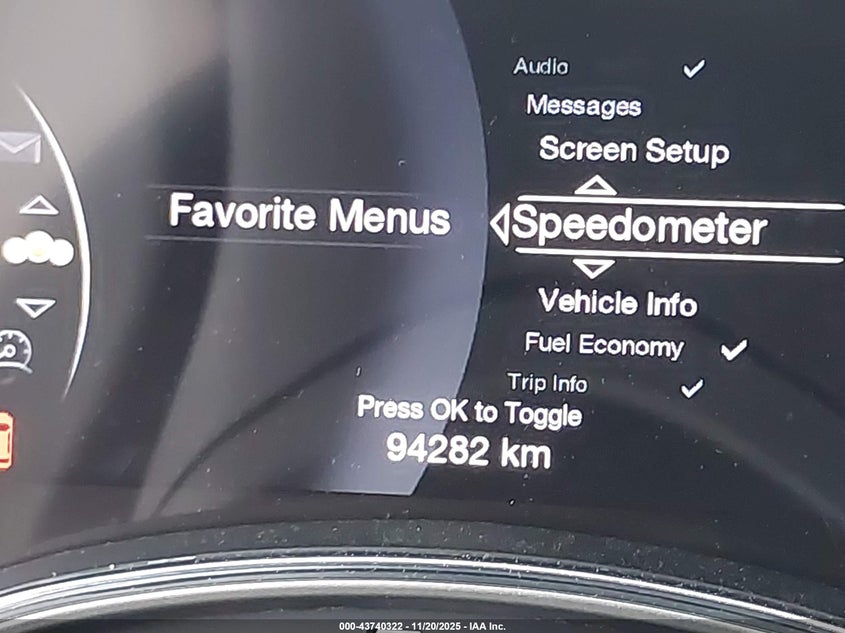 Audio
Messages
Screen Setup
Favorite Menus
Speedometer
Vehicle Info
Fuel Economy
Trip Info
Press OK to Toggle
94282 km
000-43740322 - 11/20/2025 - IAA Inc.